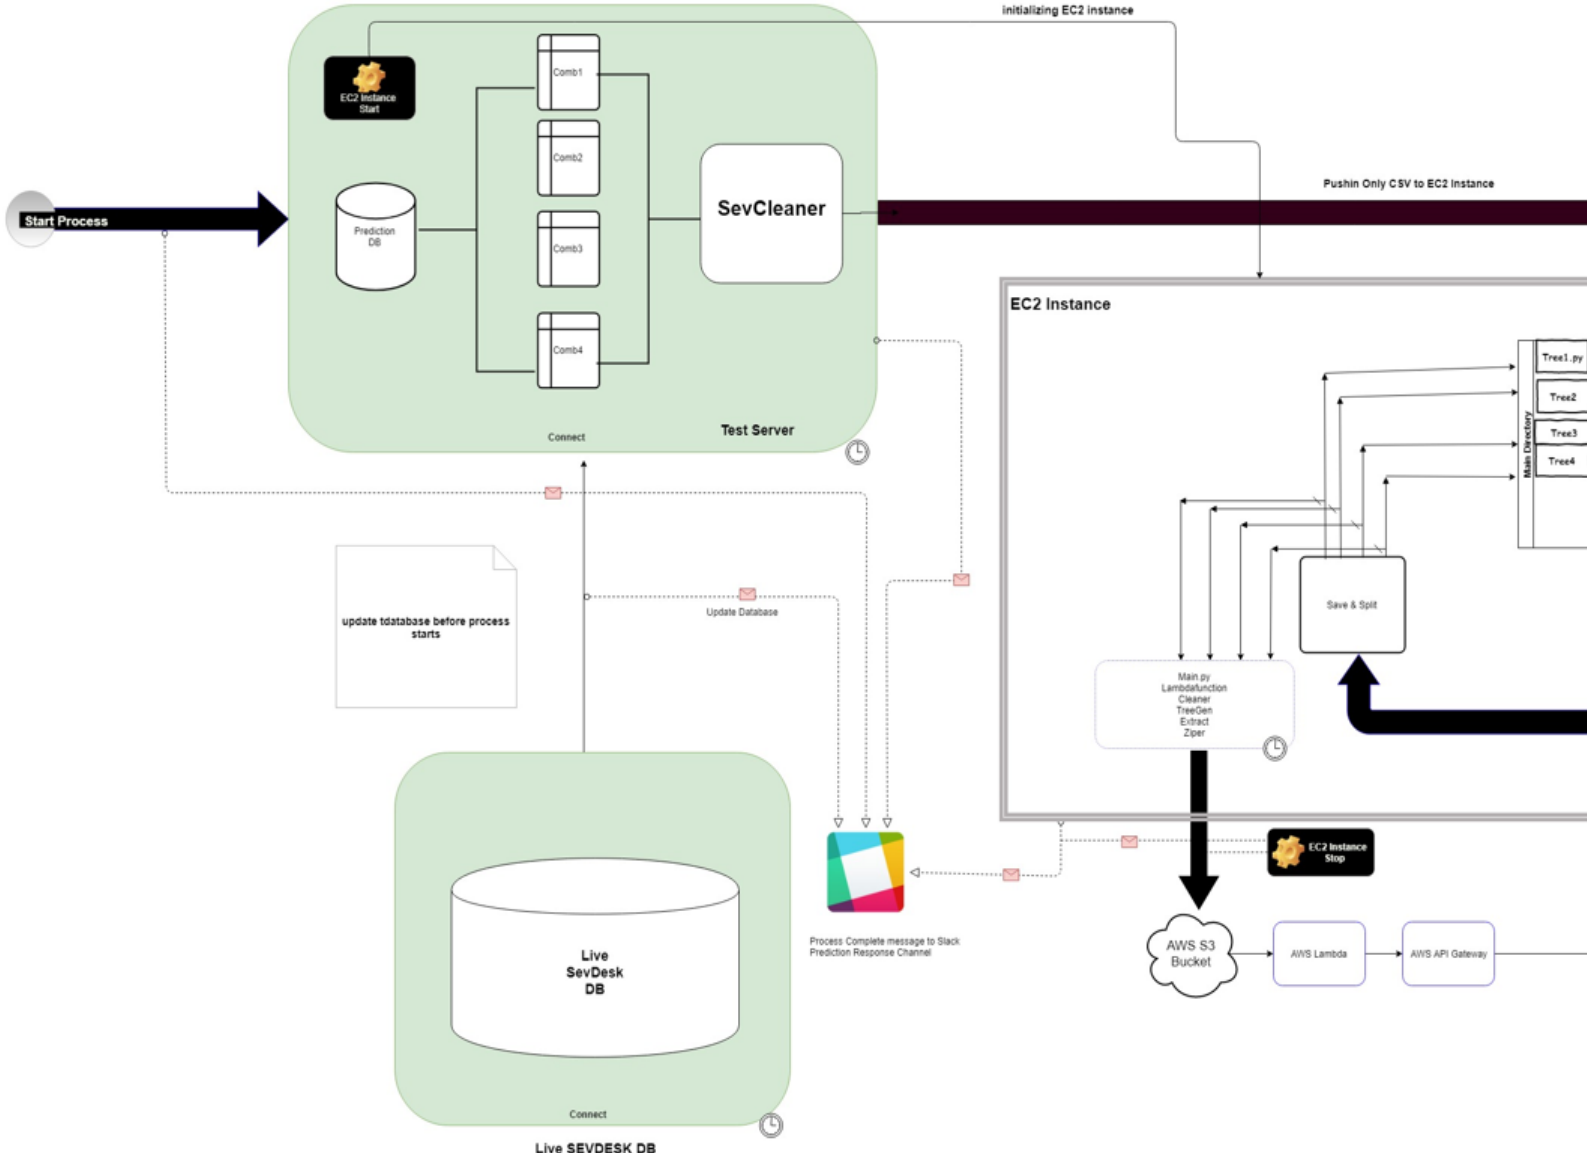 initializing EC2 instance
EC2 Instance
Start
Comb1
Comb2
Comb3
Comb4
Prediction
DB
SevCleaner
Start Process
Pushin Only CSV to EC2 Instance
Connect
Test Server
EC2 Instance
Tree1.py
Tree2
Tree3
Tree4
Main Directory
Save & Split
update tdatabase before process
starts
Update Database
Main.py
Lambdafunction
Cleaner
TreeGen
Extract
Ziper
EC2 Instance
Stop
Process Complete message to Slack
Prediction Response Channel
AWS S3
Bucket
AWS Lambda
AWS API Gateway
Live
SevDesk
DB
Connect
Live SEVDESK DB